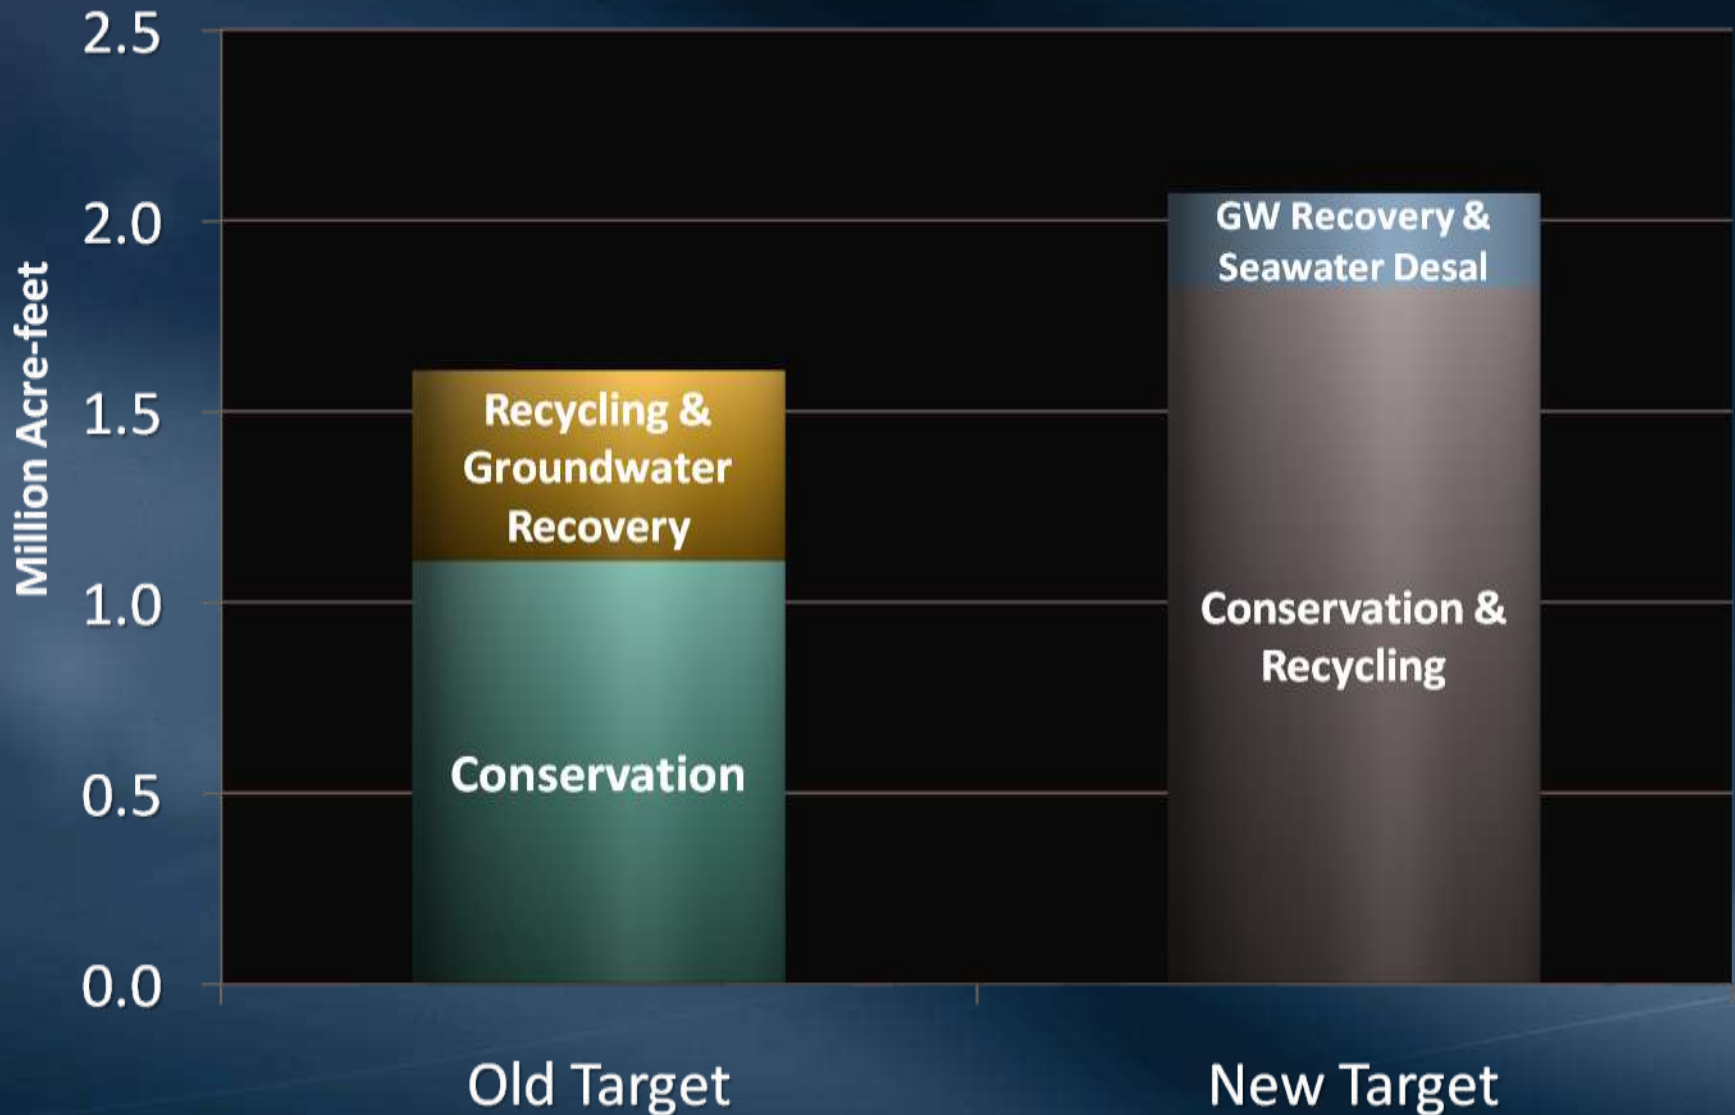 Million Acre-feet
2.5
2.0
1.5
1.0
0.5
0.0
Recycling &
Groundwater
Recovery
Conservation
GW Recovery &
Seawater Desal
Conservation &
Recycling
Old Target
New Target